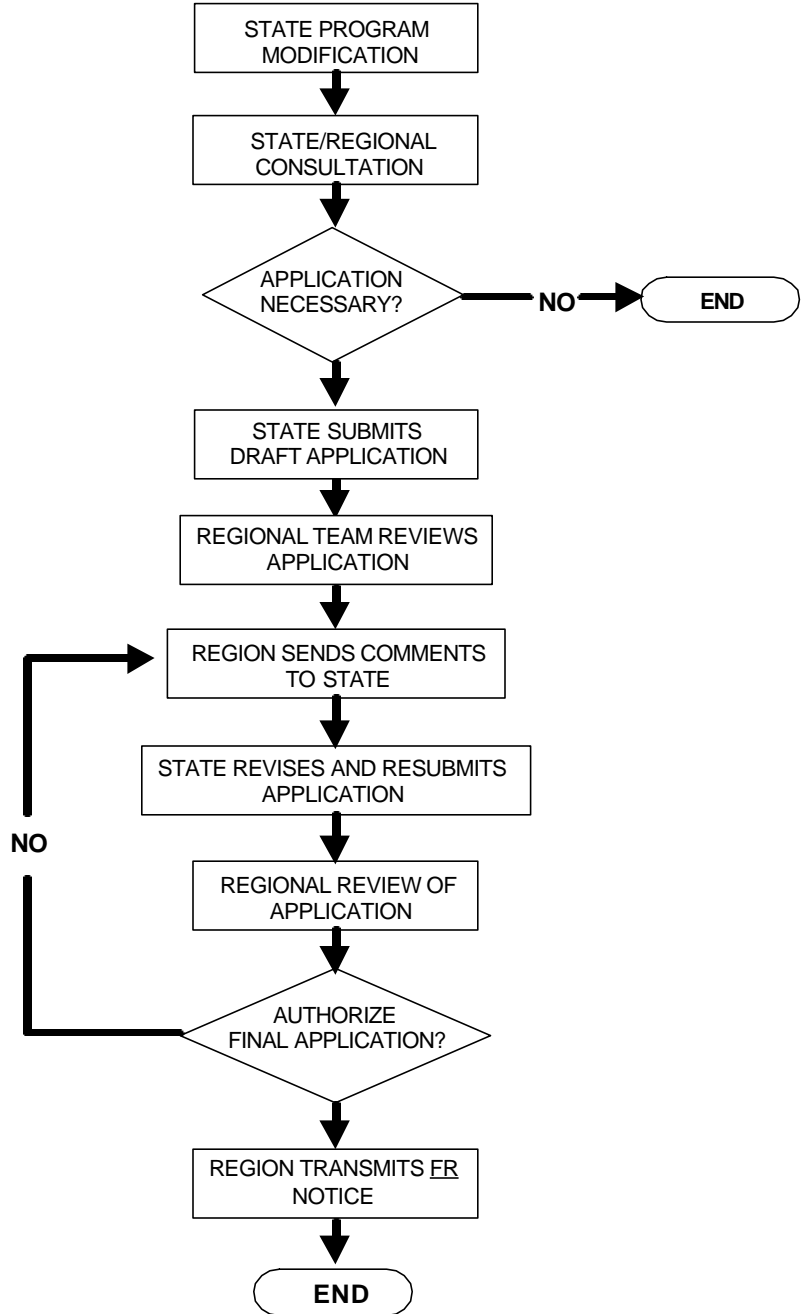 STATE PROGRAM
MODIFICATION
STATE/REGIONAL
CONSULTATION
APPLICATION
NECESSARY?
NO
END
STATE SUBMITS
DRAFT APPLICATION
REGIONAL TEAM REVIEWS
APPLICATION
REGION SENDS COMMENTS
TO STATE
STATE REVISES AND RESUBMITS
APPLICATION
NO
REGIONAL REVIEW OF
APPLICATION
AUTHORIZE
FINAL APPLICATION?
REGION TRANSMITS FR
NOTICE
END